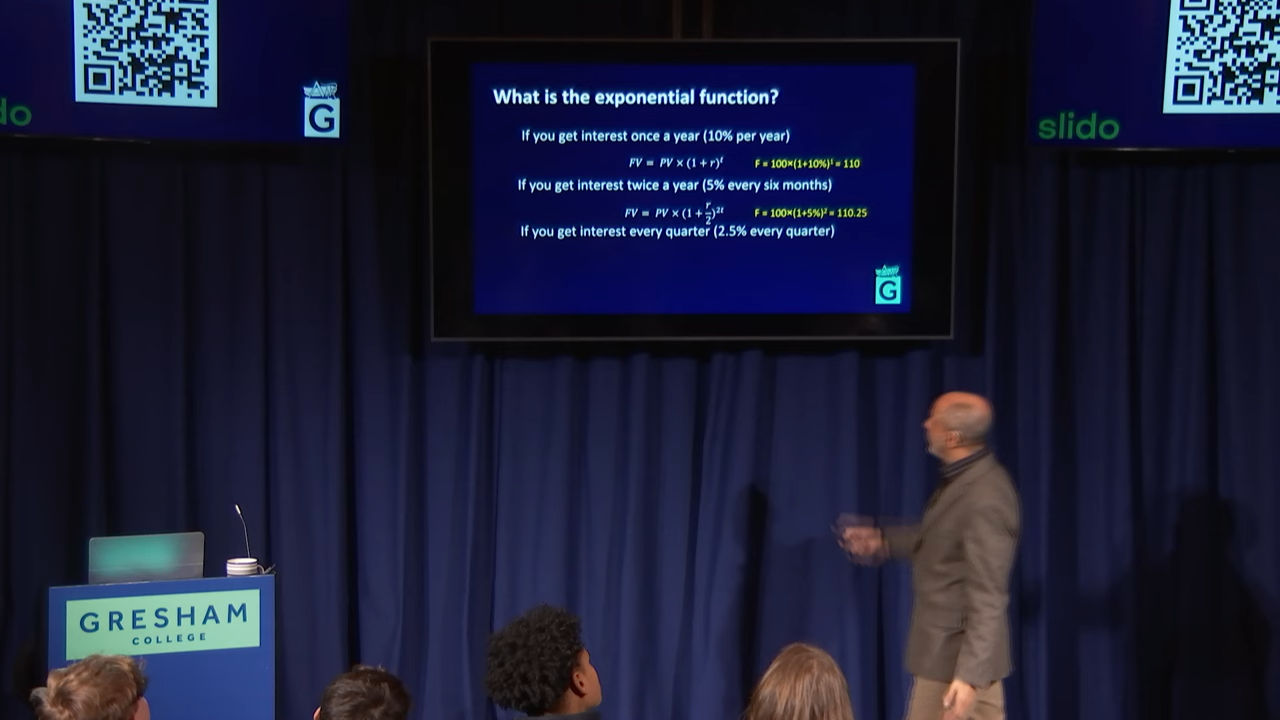 do
G
What is the exponential function?
If you get interest once a year (10% per year)
FV = PV × (1 + r)ᵗ F = 100×(1+10%)¹ = 110
If you get interest twice a year (5% every six months)
FV = PV × (1 + r/2)²ᵗ F = 100×(1+5%)² = 110.25
If you get interest every quarter (2.5% every quarter)
G
slido
GRESHAM
COLLEGE